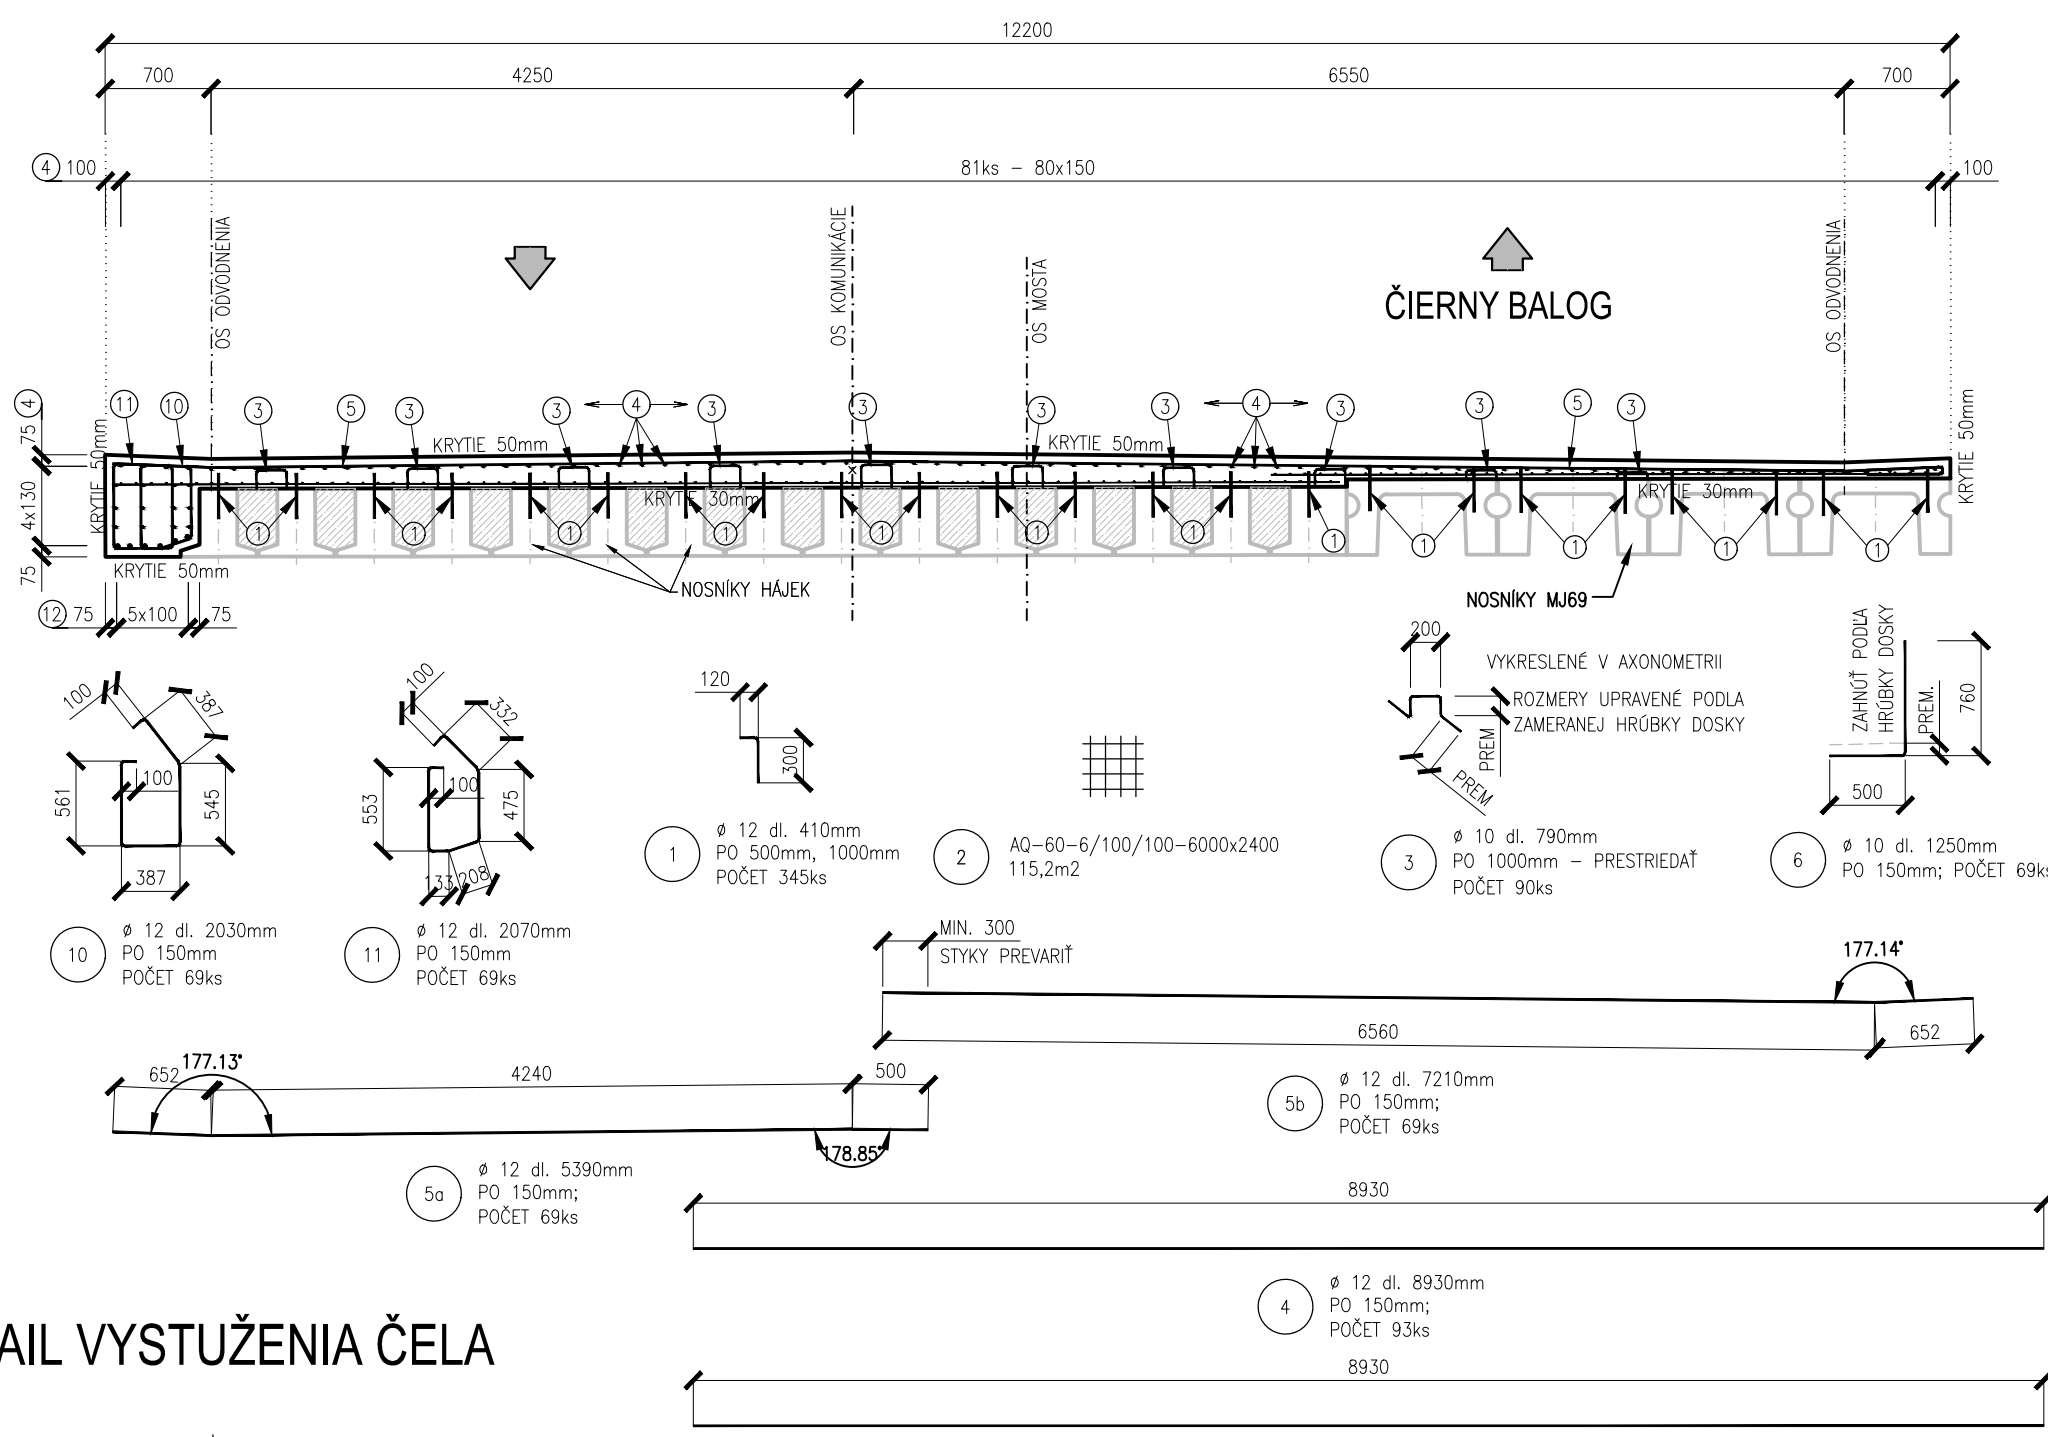 12200
700
4250
6550
700
4 100
81ks – 80x150
100
OS ODVODNENIA
OS KOMUNIKÁCIE
OS MOSTA
OS ODVODNENIA
ČIERNY BALOG
4
75
4x130
75
KRYTIE 50mm
11
10
3
5
3
3
4
3
3
3
3
4
3
3
5
3
KRYTIE 50mm
KRYTIE 50mm
KRYTIE 50mm
KRYTIE 30mm
KRYTIE 30mm
1
1
1
1
1
1
1
1
1
1
1
1
KRYTIE 50mm
NOSNÍKY HÁJEK
NOSNÍKY MJ69
12 75
5x100
75
100
387
561
100
545
387
10
ø 12 dl. 2030mm
PO 150mm
POČET 69ks
100
332
553
100
475
133
208
11
ø 12 dl. 2070mm
PO 150mm
POČET 69ks
120
300
1
ø 12 dl. 410mm
PO 500mm, 1000mm
POČET 345ks
2
AQ–60–6/100/100–6000x2400
115,2m2
200
VYKRESLENÉ V AXONOMETRII
ROZMERY UPRAVENÉ PODLA
ZAMERANEJ HRÚBKY DOSKY
PREM
PREM
3
ø 10 dl. 790mm
PO 1000mm – PRESTRIEDAŤ
POČET 90ks
ZAHNÚŤ PODĽA
HRÚBKY DOSKY
PREM.
760
500
6
ø 10 dl. 1250mm
PO 150mm; POČET 69ks
MIN. 300
STYKY PREVARIŤ
177.14°
6560
652
5b
ø 12 dl. 7210mm
PO 150mm;
POČET 69ks
652
177.13°
4240
500
178.85°
5a
ø 12 dl. 5390mm
PO 150mm;
POČET 69ks
8930
4
ø 12 dl. 8930mm
PO 150mm;
POČET 93ks
AIL VYSTUŽENIA ČELA
8930